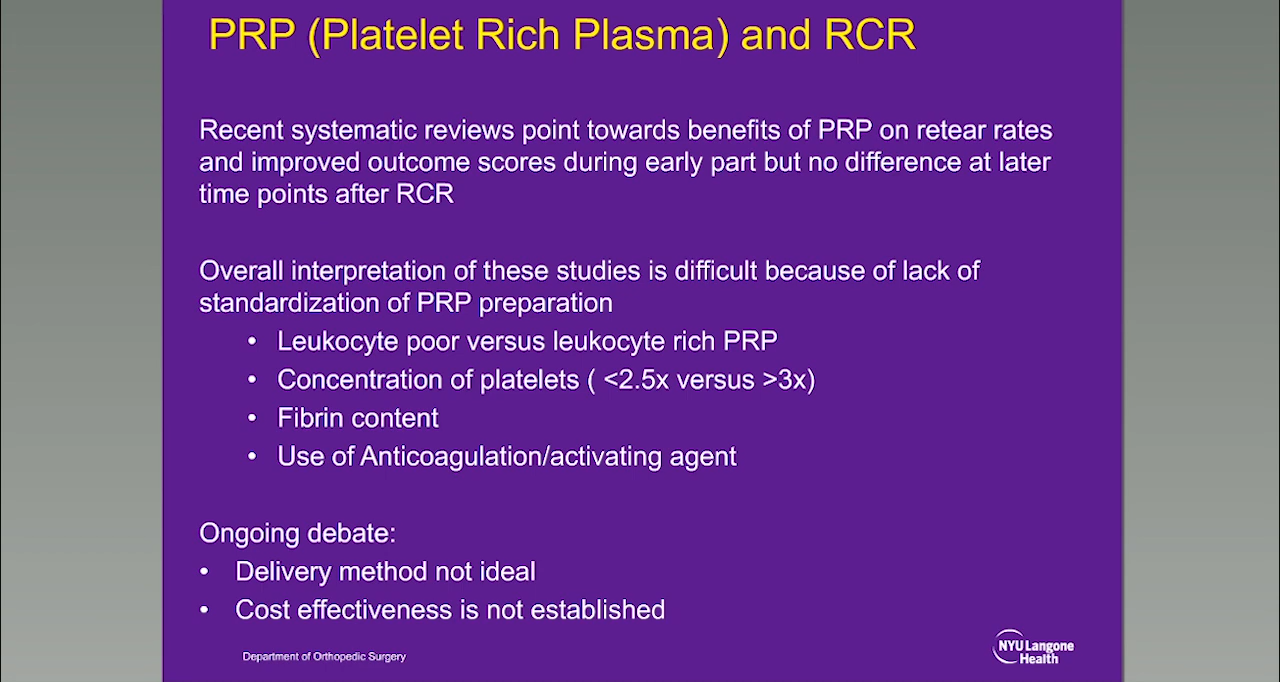 PRP (Platelet Rich Plasma) and RCR
Recent systematic reviews point towards benefits of PRP on retear rates
and improved outcome scores during early part but no difference at later
time points after RCR
Overall interpretation of these studies is difficult because of lack of
standardization of PRP preparation
• Leukocyte poor versus leukocyte rich PRP
• Concentration of platelets ( <2.5x versus >3x)
• Fibrin content
• Use of Anticoagulation/activating agent
Ongoing debate:
• Delivery method not ideal
• Cost effectiveness is not established
Department of Orthopedic Surgery
NYU Langone
Health